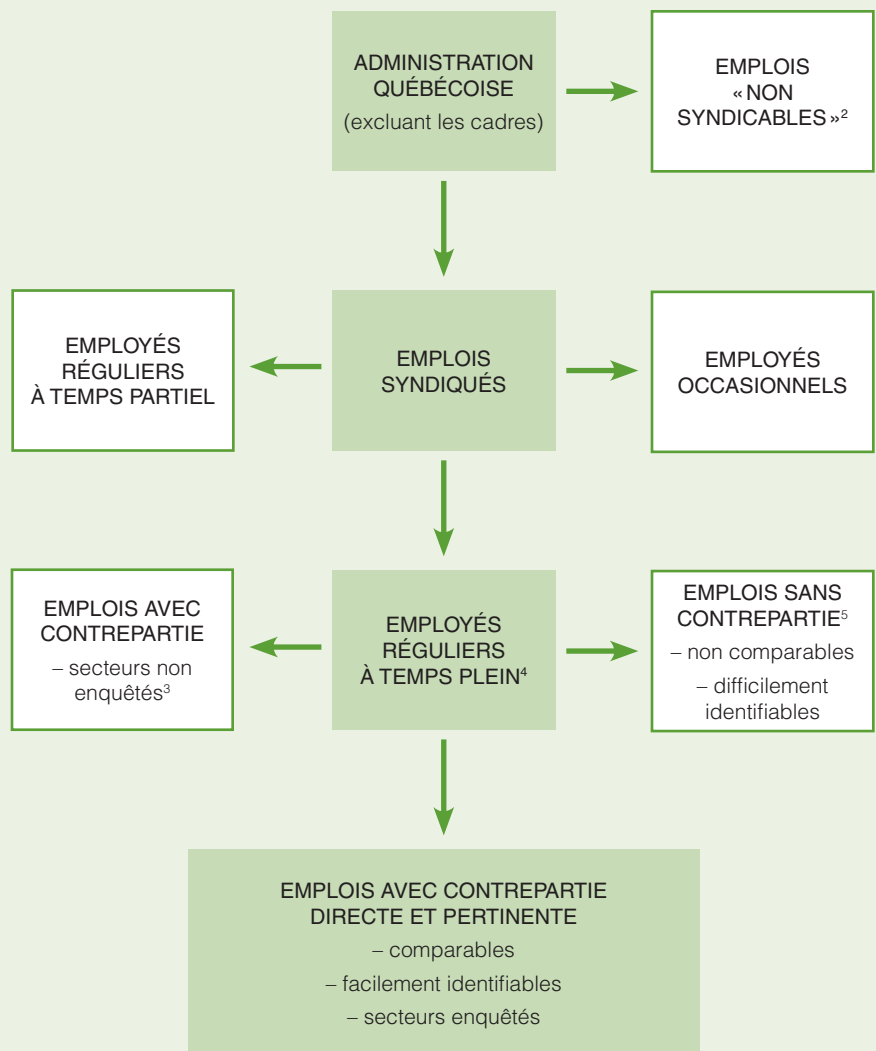 ADMINISTRATION
QUÉBÉCOISE
(excluant les cadres)
EMPLOIS
« NON
SYNDICABLES »²
EMPLOYÉS
RÉGULIERS
À TEMPS PARTIEL
EMPLOIS
SYNDIQUÉS
EMPLOYÉS
OCCASIONNELS
EMPLOIS AVEC
CONTREPARTIE
– secteurs non
enquêtés³
EMPLOYÉS
RÉGULIERS
À TEMPS PLEIN⁴
EMPLOIS SANS
CONTREPARTIE⁵
– non comparables
– difficilement
identifiables
EMPLOIS AVEC CONTREPARTIE
DIRECTE ET PERTINENTE
– comparables
– facilement identifiables
– secteurs enquêtés